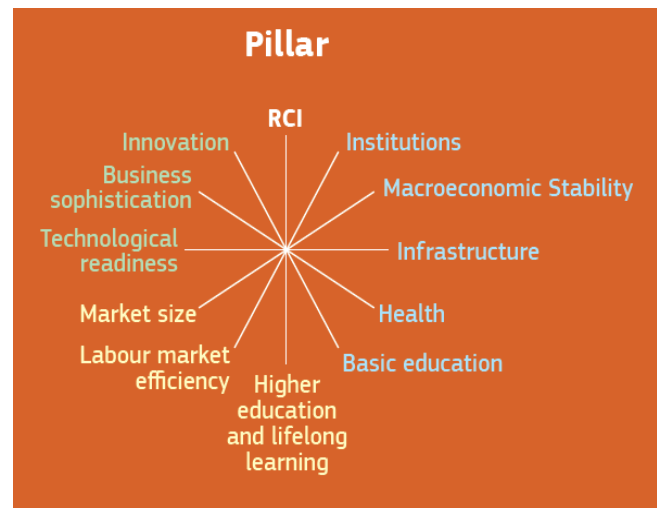 Pillar
RCI
Innovation
Institutions
Business
sophistication
Macroeconomic Stability
Technological
readiness
Infrastructure
Market size
Health
Labour market
efficiency
Basic education
Higher
education
and lifelong
learning